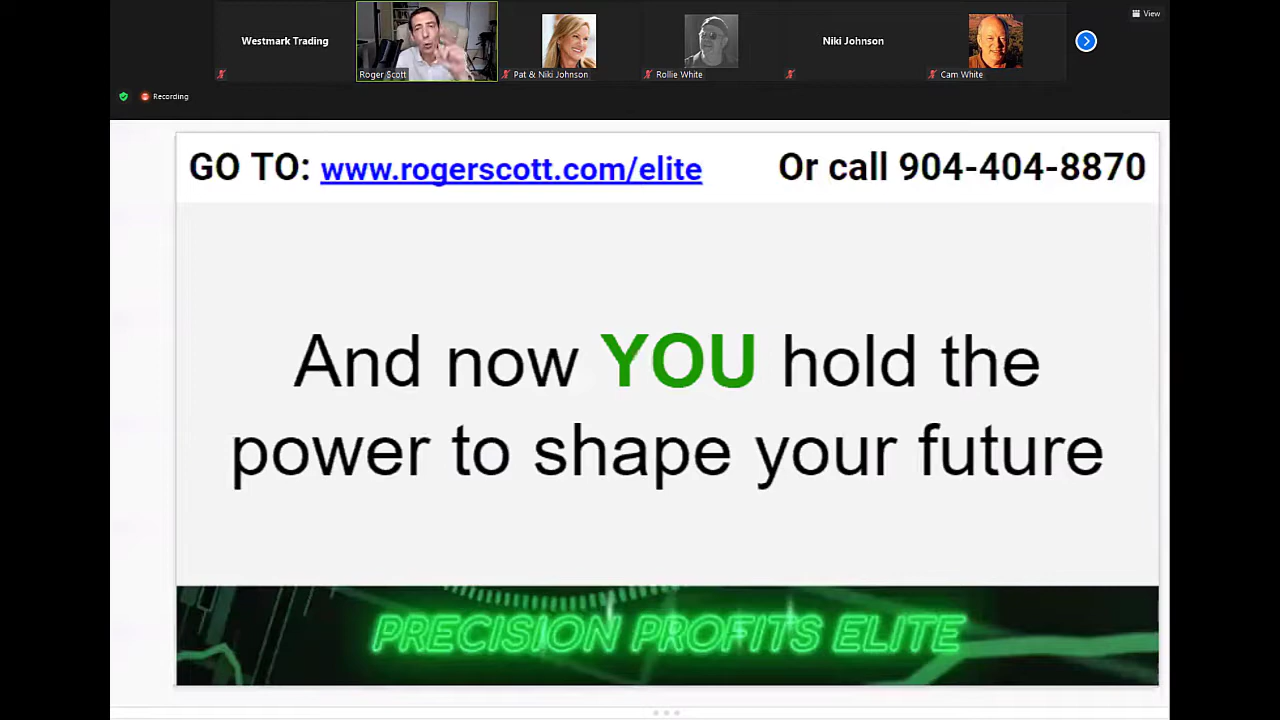 Westmark Trading
Roger Scott
Pat & Niki Johnson
Rollie White
Niki Johnson
Cam White
View
Recording
GO TO: www.rogerscott.com/elite Or call 904-404-8870
And now YOU hold the
power to shape your future
PRECISION PROFITS ELITE